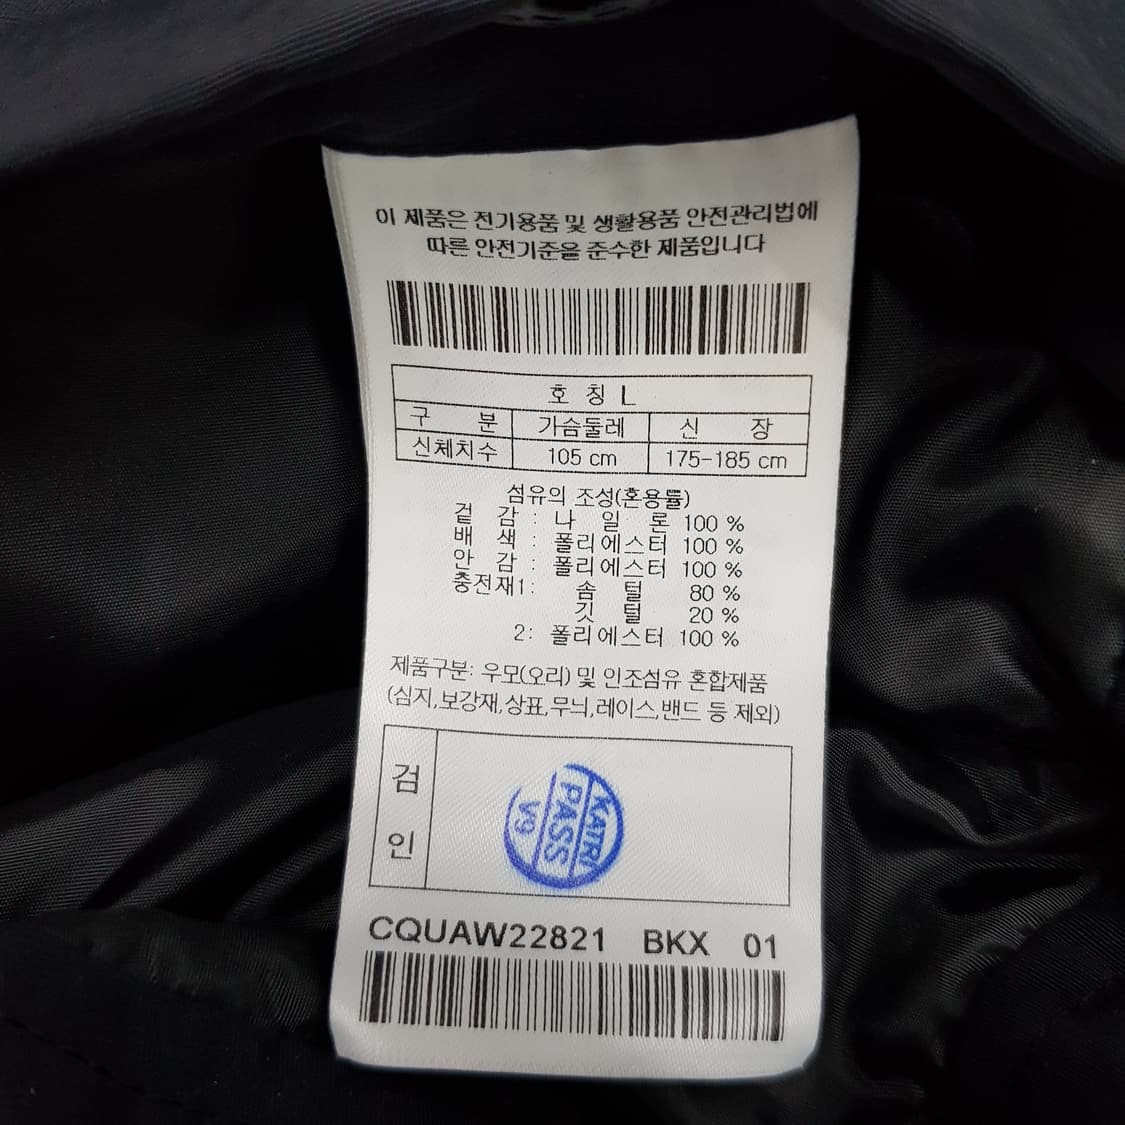 이 제품은 전기용품 및 생활용품 안전관리법에
따른 안전기준을 준수한 제품입니다
호 칭 L
구 분 가슴둘레 신 장
신체치수 105 cm 175-185 cm
섬유의 조성(혼용률)
겉 감 : 나 일 론 100 %
배 색 : 폴리에스터 100 %
안 감 : 폴리에스터 100 %
충전재1: 솜 털 80 %
깃 털 20 %
2: 폴리에스터 100 %
제품구분: 우모(오리) 및 인조섬유 혼합제품
(심지,보강재,상표,무늬,레이스,밴드 등 제외)
검인
KATRI
PASS
V9
CQUAW22821 BKX 01